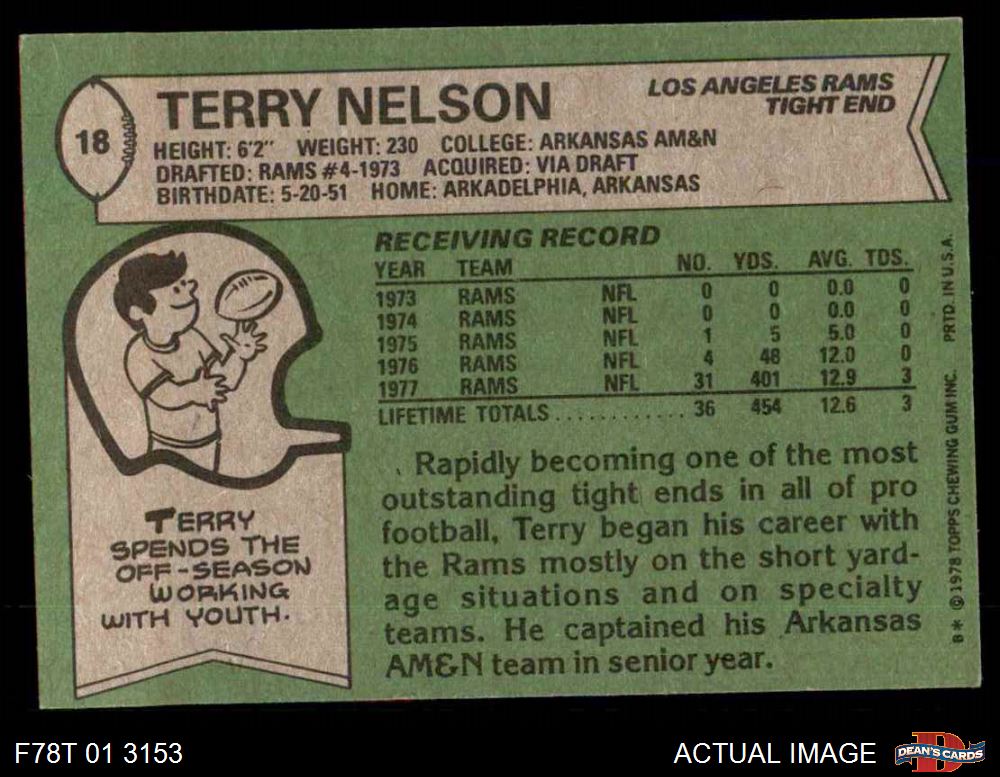 18
TERRY NELSON
LOS ANGELES RAMS
TIGHT END
HEIGHT: 6'2" WEIGHT: 230 COLLEGE: ARKANSAS AM&N
DRAFTED: RAMS #4-1973 ACQUIRED: VIA DRAFT
BIRTHDATE: 5-20-51 HOME: ARKADELPHIA, ARKANSAS
RECEIVING RECORD
YEAR TEAM NO. YDS. AVG. TDS.
1973 RAMS NFL 0 0 0.0 0
1974 RAMS NFL 0 0 0.0 0
1975 RAMS NFL 1 5 5.0 0
1976 RAMS NFL 4 48 12.0 0
1977 RAMS NFL 31 401 12.9 3
LIFETIME TOTALS............ 36 454 12.6 3
Rapidly becoming one of the most
outstanding tight ends in all of pro
football, Terry began his career with
the Rams mostly on the short yard-
age situations and on specialty
teams. He captained his Arkansas
AM&N team in senior year.
TERRY
SPENDS THE
OFF-SEASON
WORKING
WITH YOUTH.
B* © 1978 TOPPS CHEWING GUM INC. PRTD. IN U.S.A.
F78T 01 3153
ACTUAL IMAGE
DEAN'S CARDS